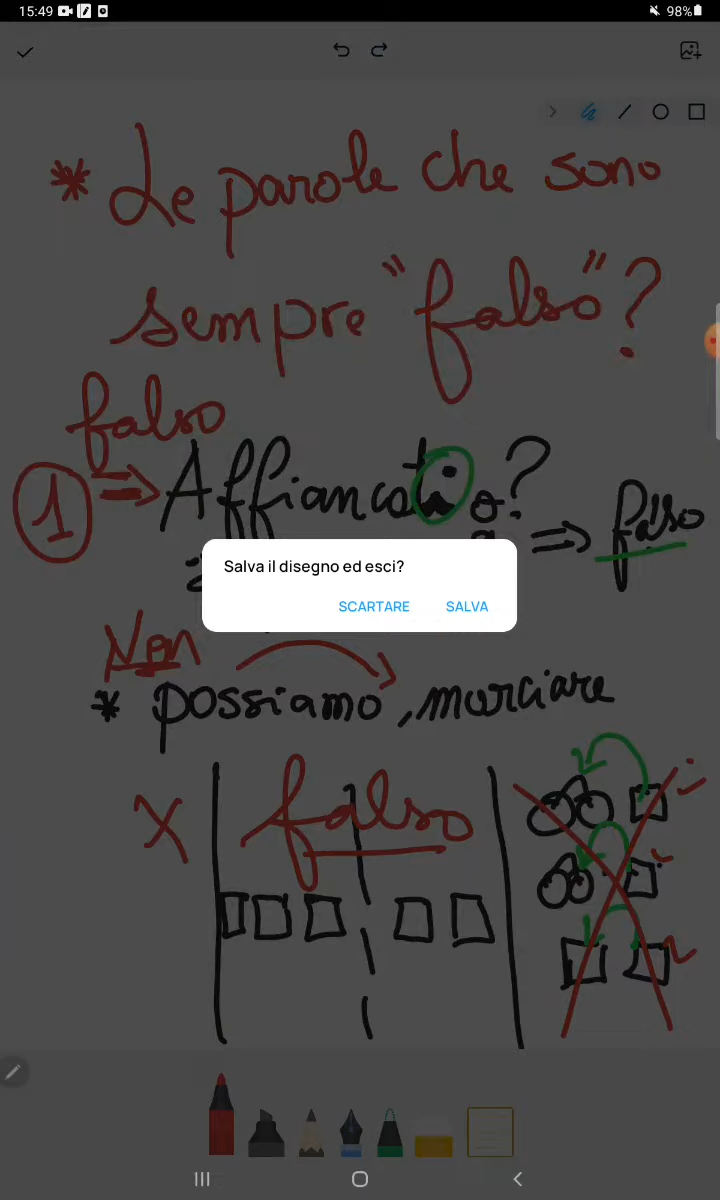 15:49 98%
* Le parole che sono
sempre "falso"?
falso
1 ⇒ Affiancati o? ⇒ falso
Salva il disegno ed esci?
SCARTARE SALVA
Non
* possiamo, marciare
X falso